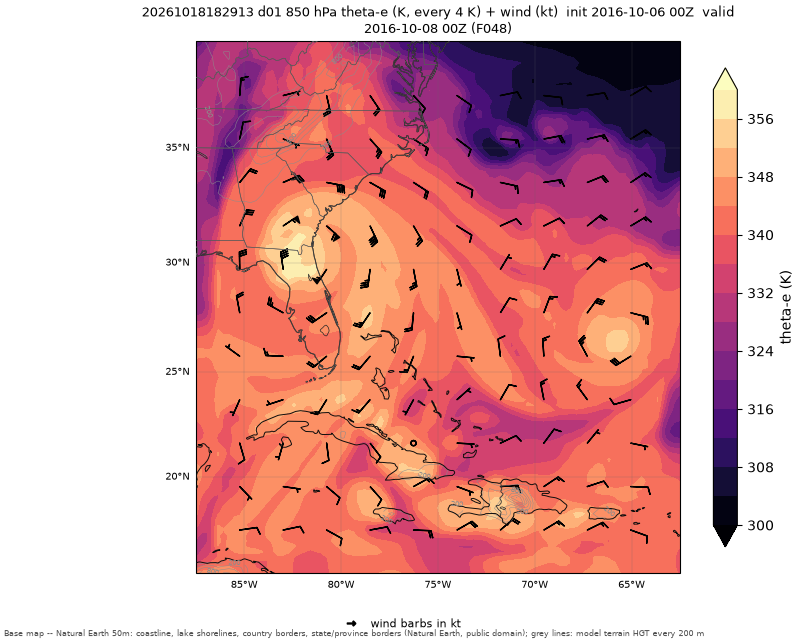 20261018182913 d01 850 hPa theta-e (K, every 4 K) + wind (kt)  init 2016-10-06 00Z  valid
2016-10-08 00Z (F048)
35°N
30°N
25°N
20°N
85°W
80°W
75°W
70°W
65°W
356
348
340
332
324
316
308
300
theta-e (K)
wind barbs in kt
Base map -- Natural Earth 50m: coastline, lake shorelines, country borders, state/province borders (Natural Earth, public domain); grey lines: model terrain HGT every 200 m